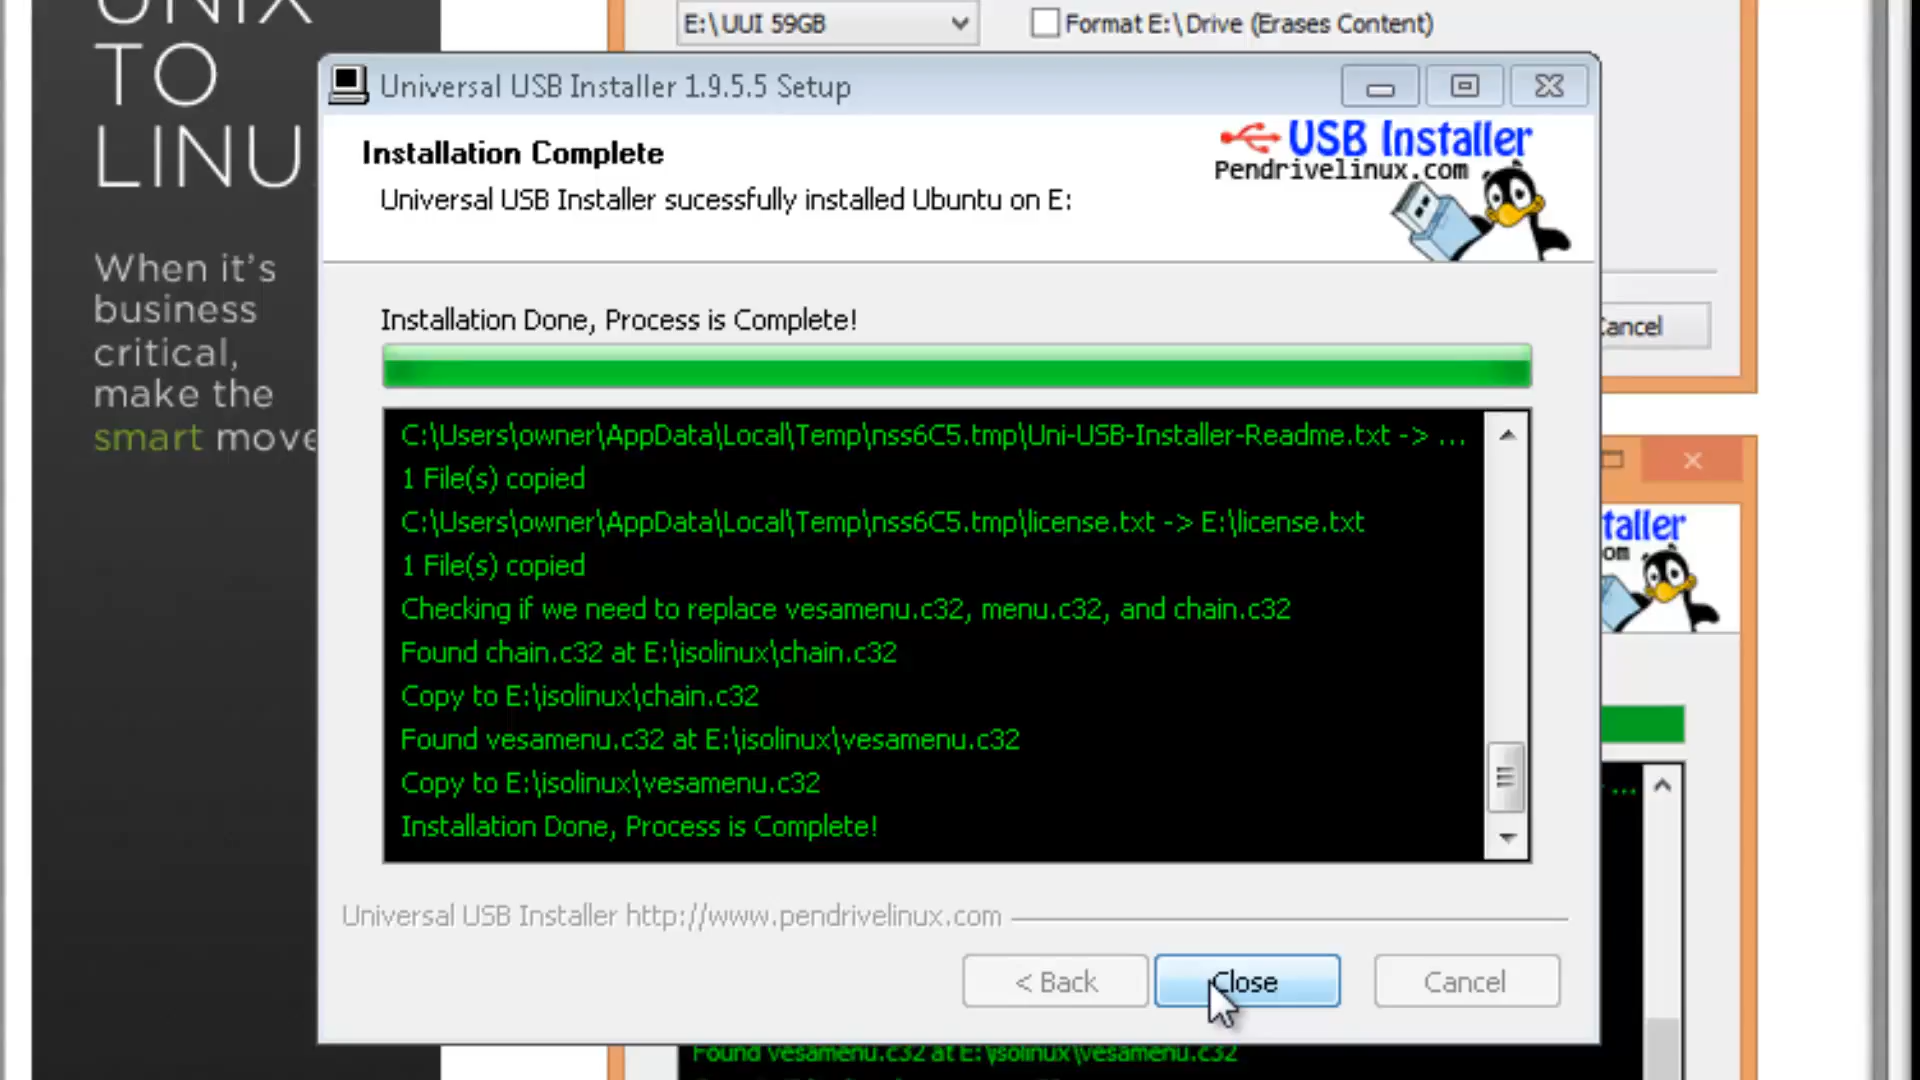 UNIX
TO
When it's
business
critical,
make the
smart move
E:\UUI 59GB
Format E:\Drive (Erases Content)
Universal USB Installer 1.9.5.5 Setup
Installation Complete
Universal USB Installer sucessfully installed Ubuntu on E:
USB Installer
Pendrivelinux.com
Installation Done, Process is Complete!
C:\Users\owner\AppData\Local\Temp\nss6C5.tmp\Uni-USB-Installer-Readme.txt -> ...
1 File(s) copied
C:\Users\owner\AppData\Local\Temp\nss6C5.tmp\license.txt -> E:\license.txt
1 File(s) copied
Checking if we need to replace vesamenu.c32, menu.c32, and chain.c32
Found chain.c32 at E:\isolinux\chain.c32
Copy to E:\isolinux\chain.c32
Found vesamenu.c32 at E:\isolinux\vesamenu.c32
Copy to E:\isolinux\vesamenu.c32
Installation Done, Process is Complete!
Universal USB Installer http://www.pendrivelinux.com
< Back
Close
Cancel
Cancel
taller
om
...
Found vesamenu.c32 at E:\isolinux\vesamenu.c32